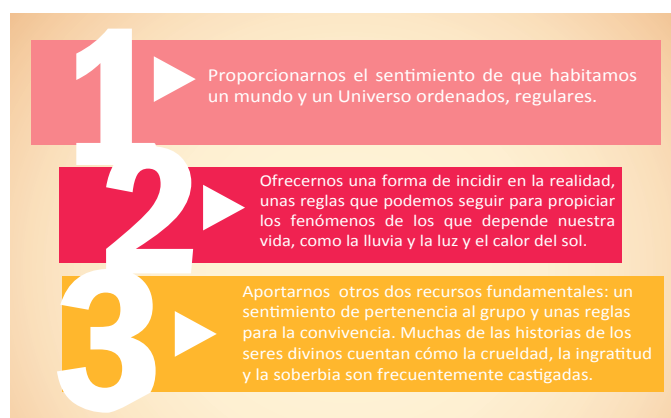 1
Proporcionarnos el sentimiento de que habitamos
un mundo y un Universo ordenados, regulares.
2
Ofrecernos una forma de incidir en la realidad,
unas reglas que podemos seguir para propiciar
los fenómenos de los que depende nuestra
vida, como la lluvia y la luz y el calor del sol.
3
Aportarnos otros dos recursos fundamentales: un
sentimiento de pertenencia al grupo y unas reglas
para la convivencia. Muchas de las historias de los
seres divinos cuentan cómo la crueldad, la ingratitud
y la soberbia son frecuentemente castigadas.